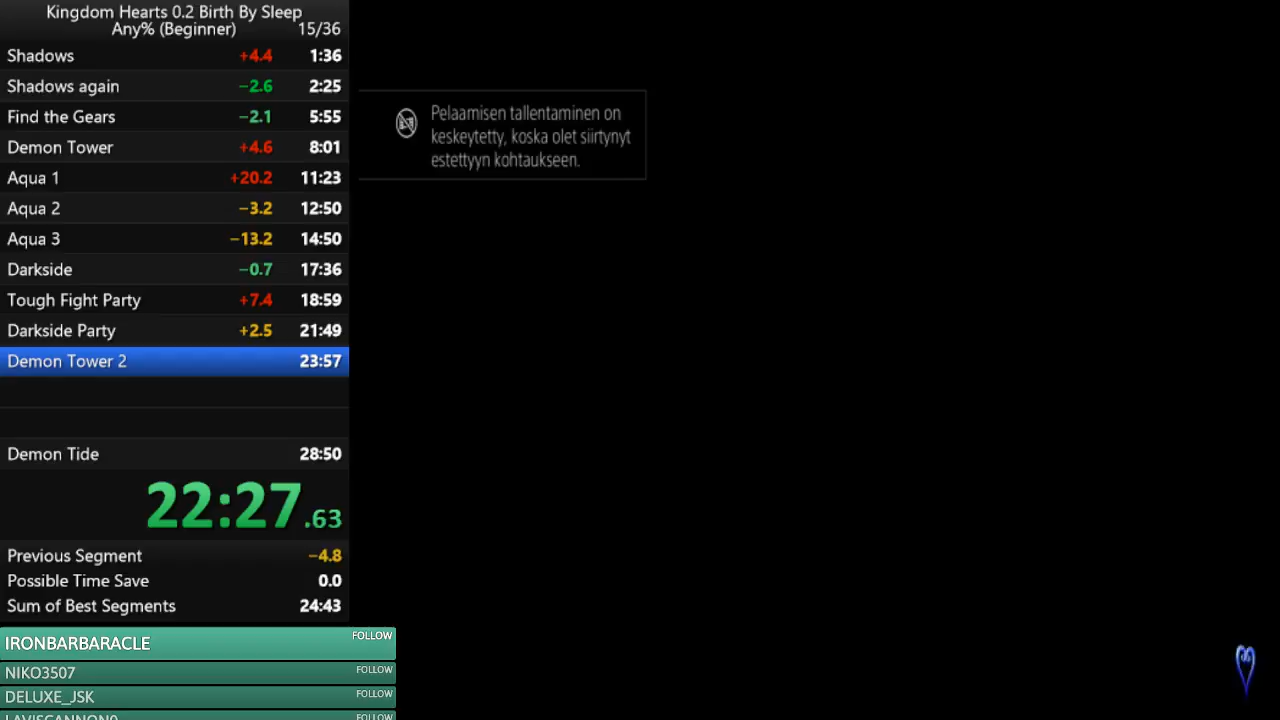 Kingdom Hearts 0.2 Birth By Sleep
Any% (Beginner) 15/36
Shadows +4.4 1:36
Shadows again −2.6 2:25
Find the Gears −2.1 5:55
Demon Tower +4.6 8:01
Aqua 1 +20.2 11:23
Aqua 2 −3.2 12:50
Aqua 3 −13.2 14:50
Darkside −0.7 17:36
Tough Fight Party +7.4 18:59
Darkside Party +2.5 21:49
Demon Tower 2 23:57
Demon Tide 28:50
22:27.63
Previous Segment −4.8
Possible Time Save 0.0
Sum of Best Segments 24:43
IRONBARBARACLE FOLLOW
NIKO3507 FOLLOW
DELUXE_JSK FOLLOW
LAVISCANNON0 FOLLOW
Pelaamisen tallentaminen on
keskeytetty, koska olet siirtynyt
estettyyn kohtaukseen.